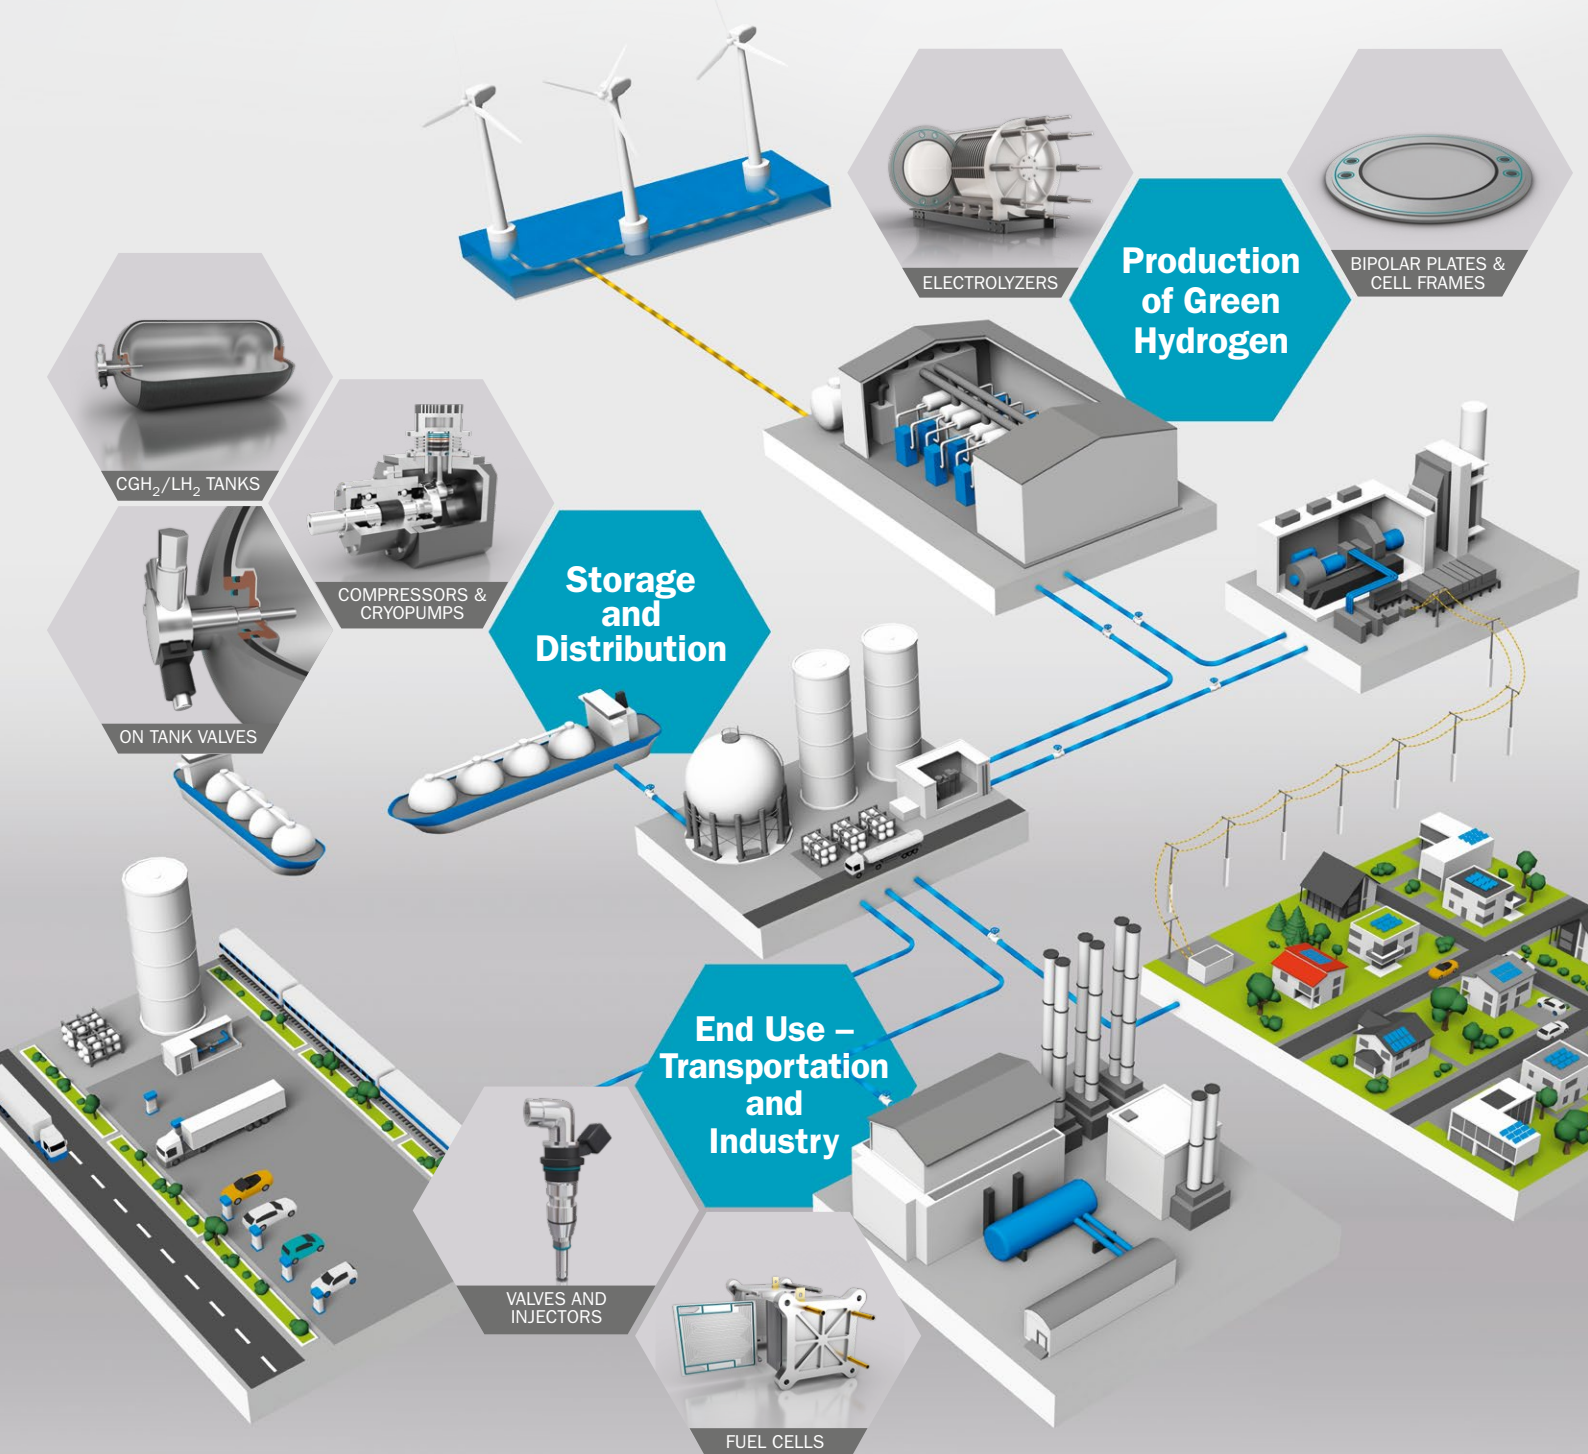 ELECTROLYZERS
Production
of Green
Hydrogen
BIPOLAR PLATES &
CELL FRAMES
CGH₂/LH₂ TANKS
COMPRESSORS &
CRYOPUMPS
ON TANK VALVES
Storage
and
Distribution
End Use –
Transportation
and
Industry
VALVES AND
INJECTORS
FUEL CELLS